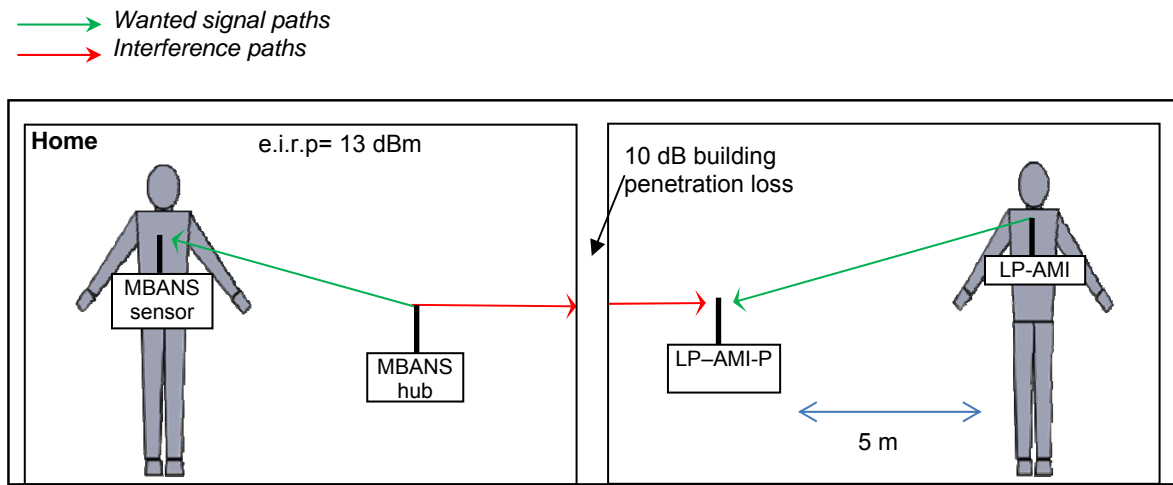 Wanted signal paths
Interference paths
Home
e.i.r.p= 13 dBm
10 dB building
penetration loss
MBANS
sensor
MBANS
hub
LP–AMI-P
LP-AMI
5 m